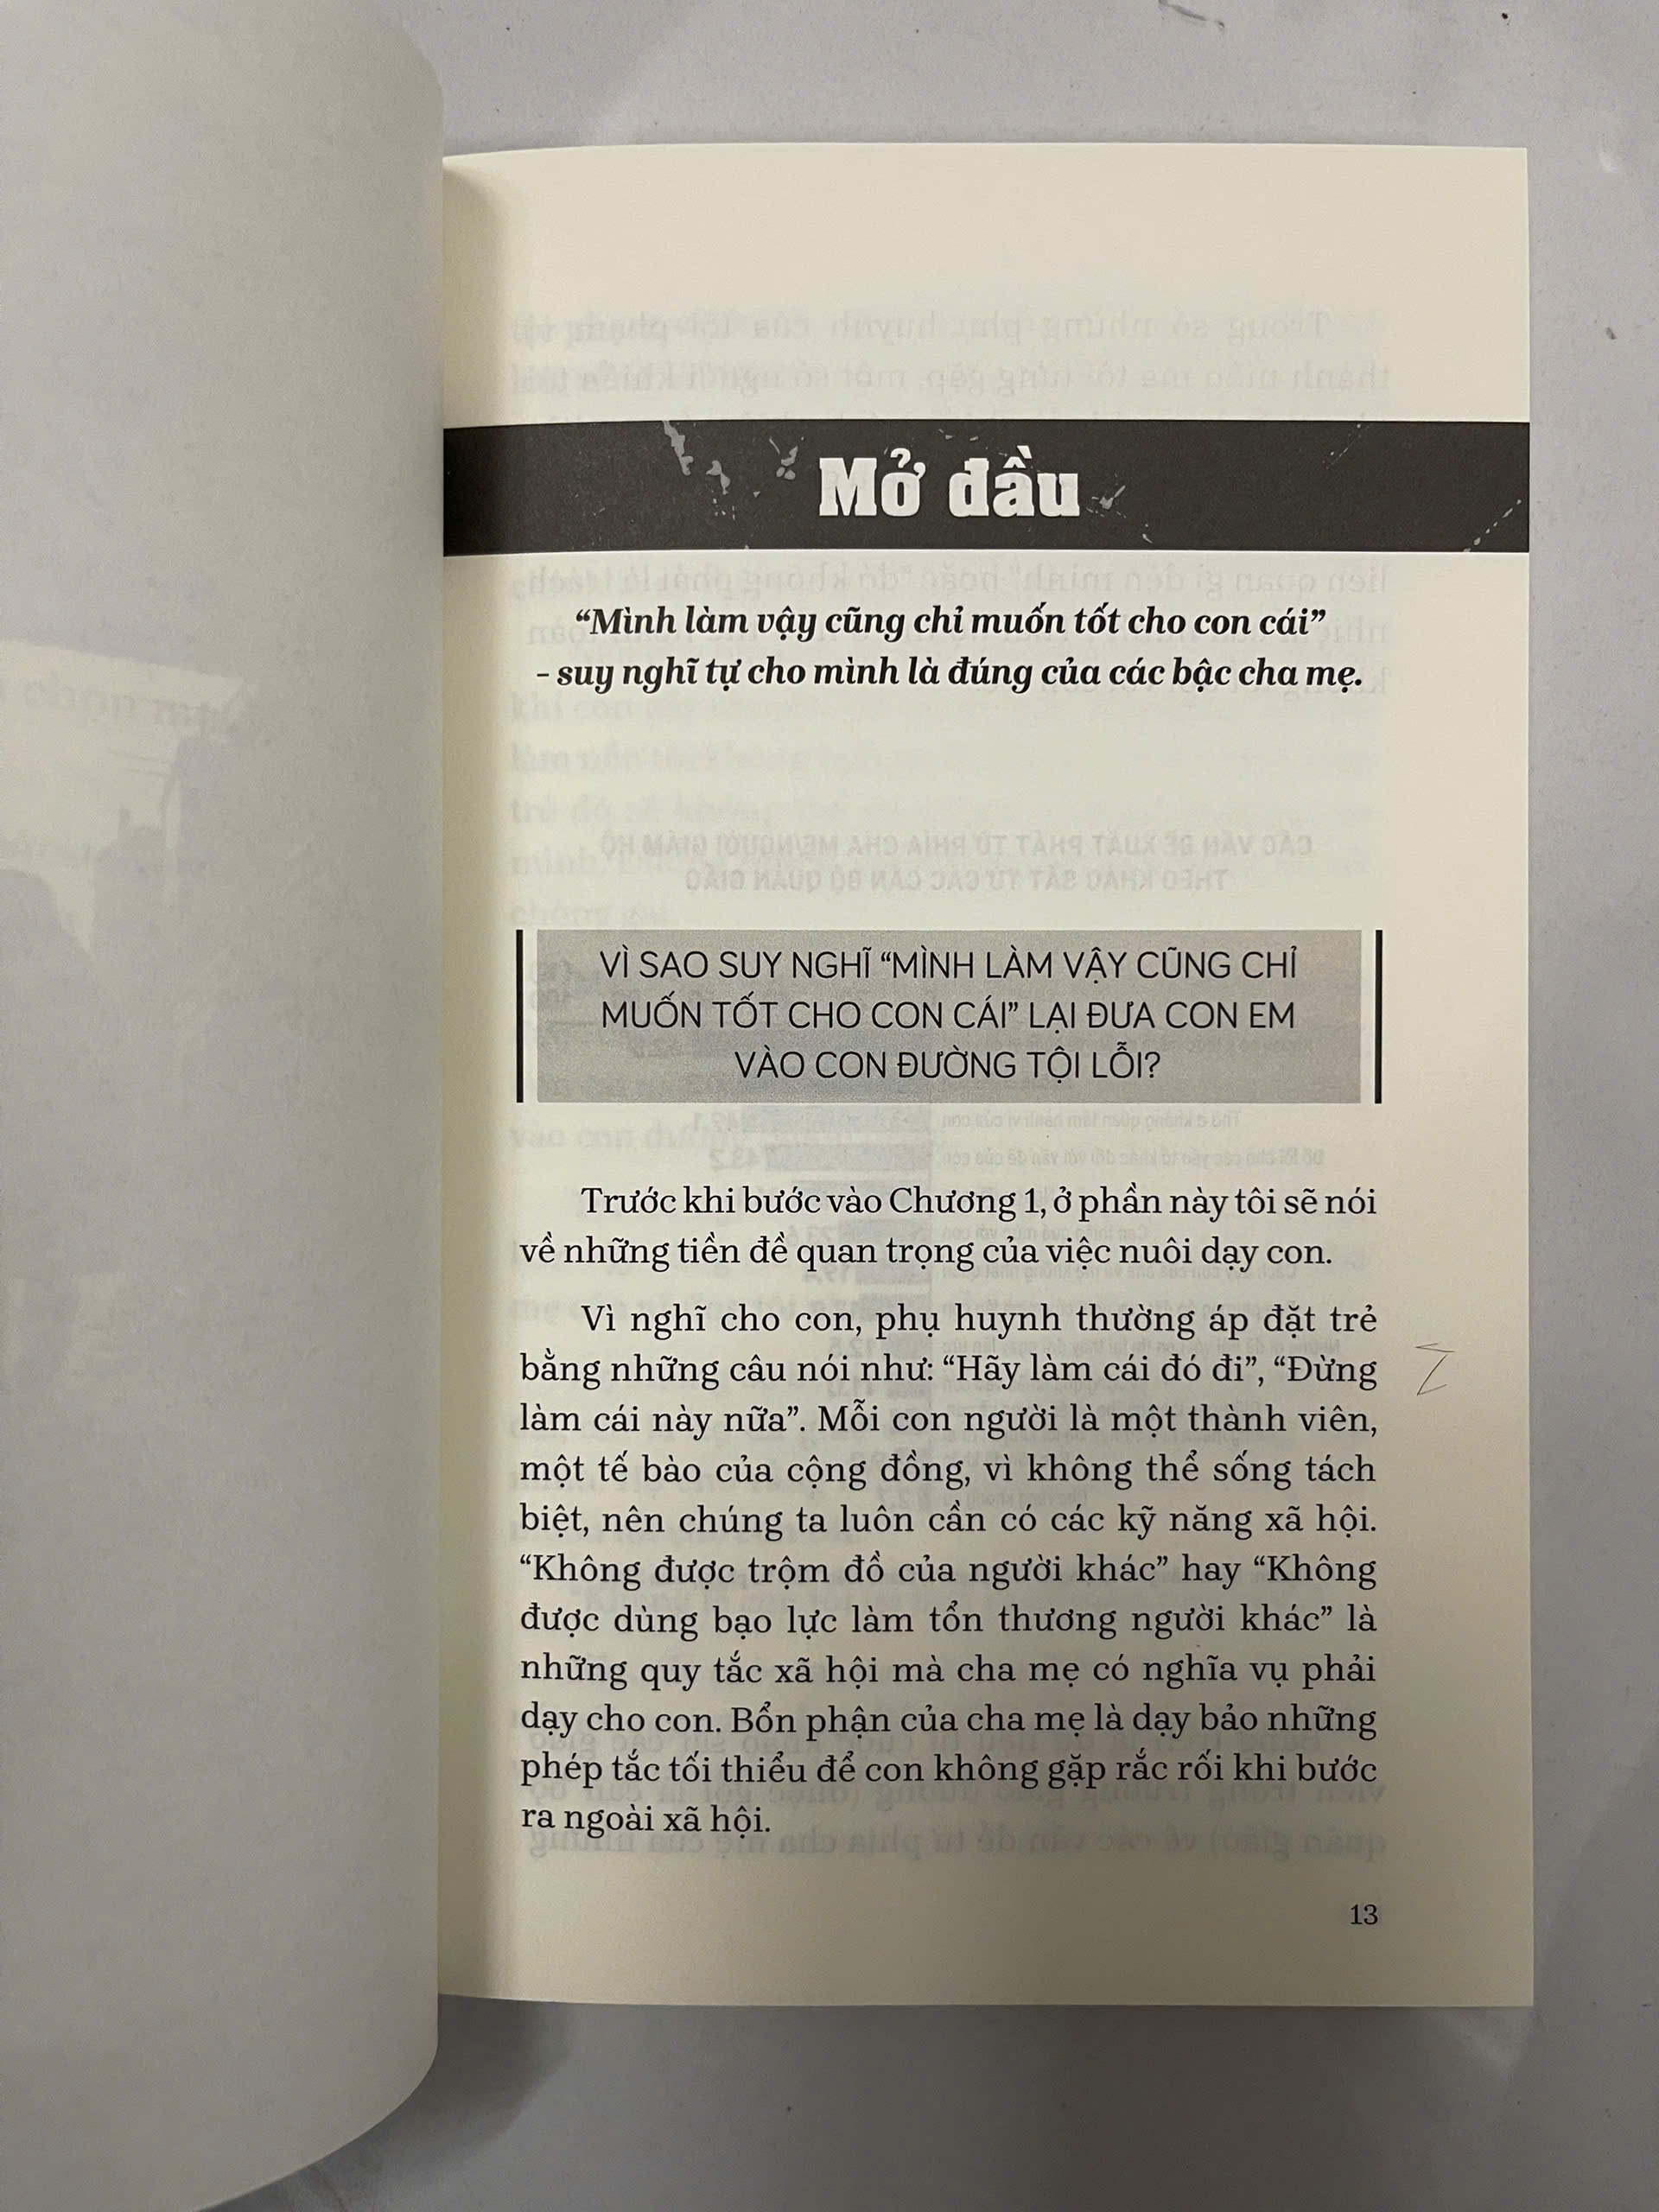 Mở đầu
“Mình làm vậy cũng chỉ muốn tốt cho con cái”
- suy nghĩ tự cho mình là đúng của các bậc cha mẹ.
VÌ SAO SUY NGHĨ “MÌNH LÀM VẬY CŨNG CHỈ
MUỐN TỐT CHO CON CÁI” LẠI ĐƯA CON EM
VÀO CON ĐƯỜNG TỘI LỖI?
Trước khi bước vào Chương 1, ở phần này tôi sẽ nói
về những tiền đề quan trọng của việc nuôi dạy con.
Vì nghĩ cho con, phụ huynh thường áp đặt trẻ
bằng những câu nói như: “Hãy làm cái đó đi”, “Đừng
làm cái này nữa”. Mỗi con người là một thành viên,
một tế bào của cộng đồng, vì không thể sống tách
biệt, nên chúng ta luôn cần có các kỹ năng xã hội.
“Không được trộm đồ của người khác” hay “Không
được dùng bạo lực làm tổn thương người khác” là
những quy tắc xã hội mà cha mẹ có nghĩa vụ phải
dạy cho con. Bổn phận của cha mẹ là dạy bảo những
phép tắc tối thiểu để con không gặp rắc rối khi bước
ra ngoài xã hội.
13